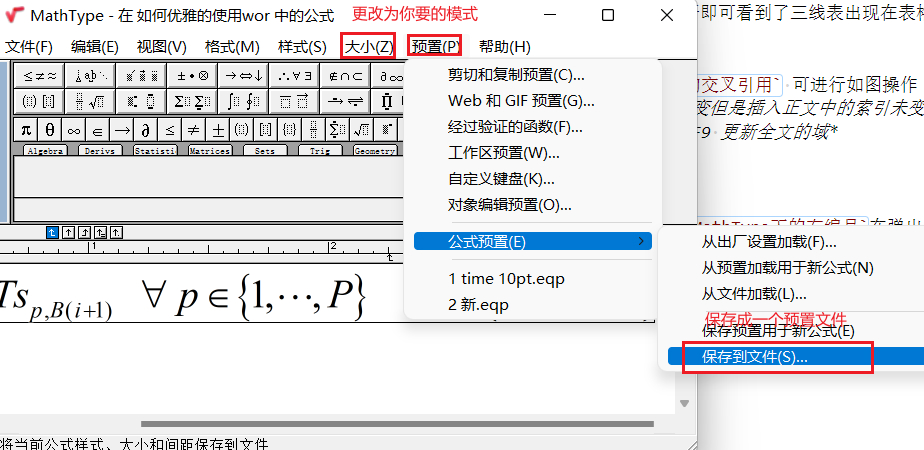 MathType - 在 如何优雅的使用wor 中的公式
更改为你要的模式
文件(F) 编辑(E) 视图(V) 格式(M) 样式(S) 大小(Z) 预置(P) 帮助(H)
即可看到了三线表出现在表格
剪切和复制预置(C)...
Web 和 GIF 预置(G)...
经过验证的函数(F)...
工作区预置(W)...
自定义键盘(K)...
对象编辑预置(O)...
公式预置(E)
1 time 10pt.eqp
2 新.eqp
交叉引用` 可进行如图操作
变但是插入正文中的索引未变
F9 更新全文的域*
Algebra Derivs Statisti Matrices Sets Trig Geometry
1 2
Ts p,B(i+1) ∀ p ∈ {1,⋯,P}
从出厂设置加载(F)...
从预置加载用于新公式(N)
从文件加载(L)...
保存成一个预置文件
保存预置用于新公式(E)
保存到文件(S)...
将当前公式样式、大小和间距保存到文件